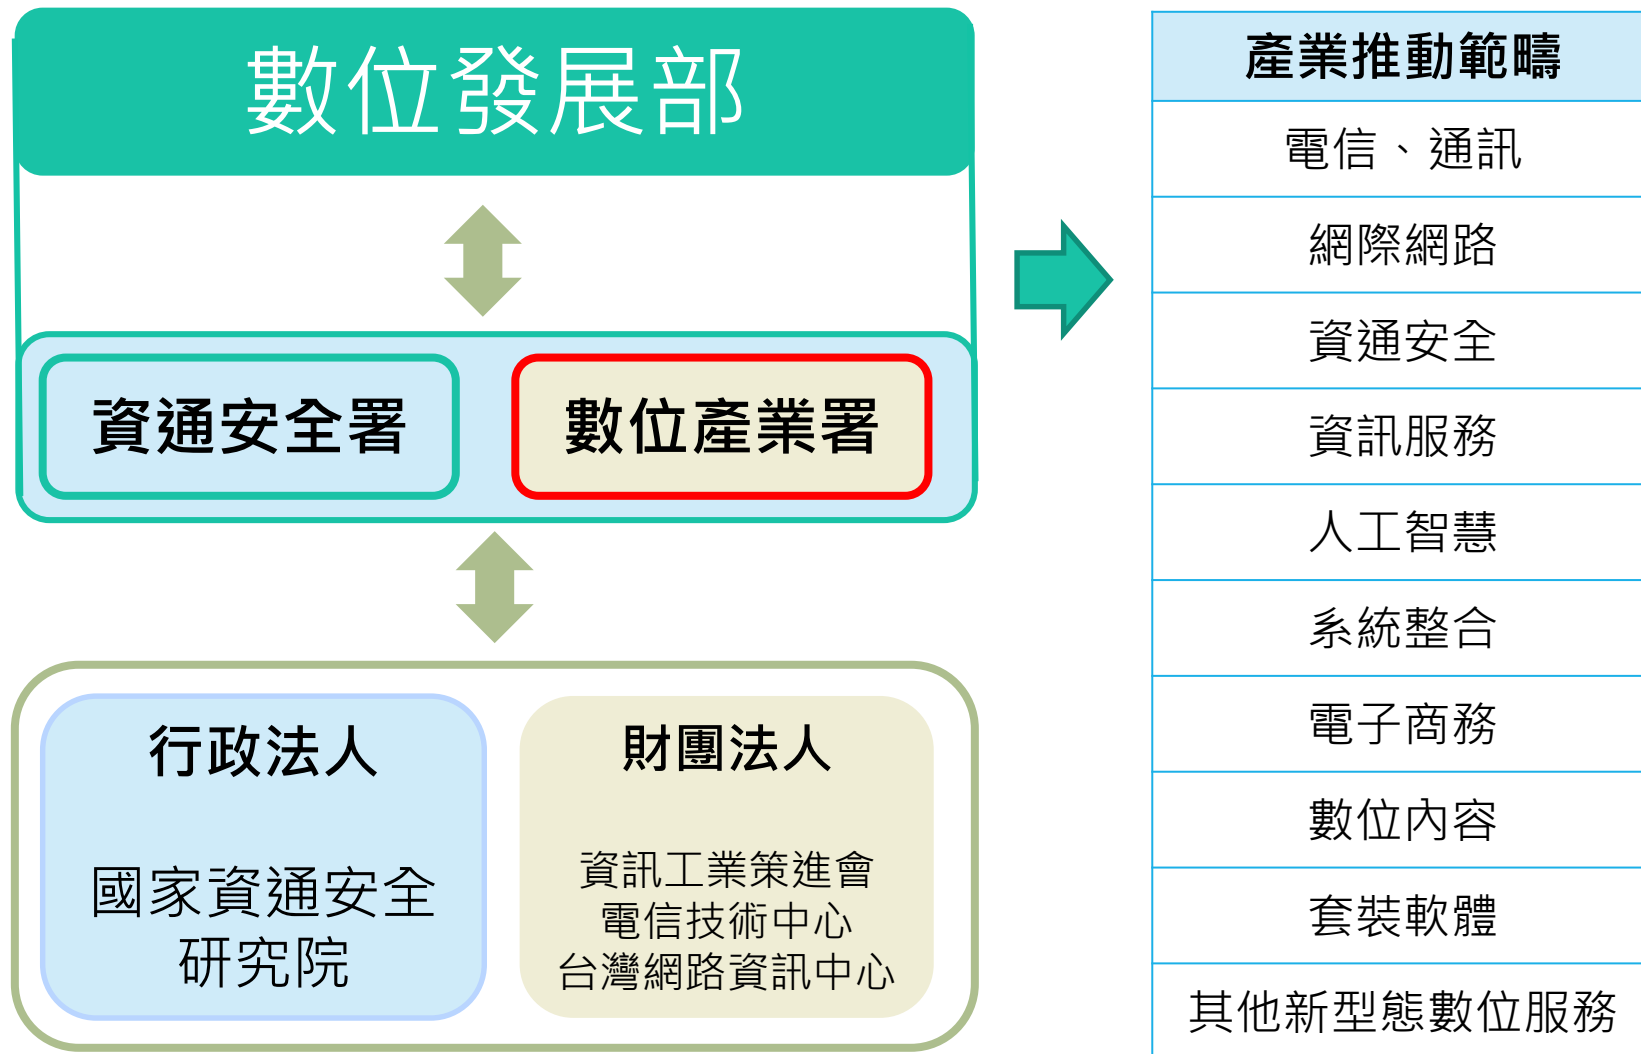 數位發展部
資通安全署
數位產業署
行政法人
國家資通安全
研究院
財團法人
資訊工業策進會
電信技術中心
台灣網路資訊中心
產業推動範疇
電信、通訊
網際網路
資通安全
資訊服務
人工智慧
系統整合
電子商務
數位內容
套裝軟體
其他新型態數位服務